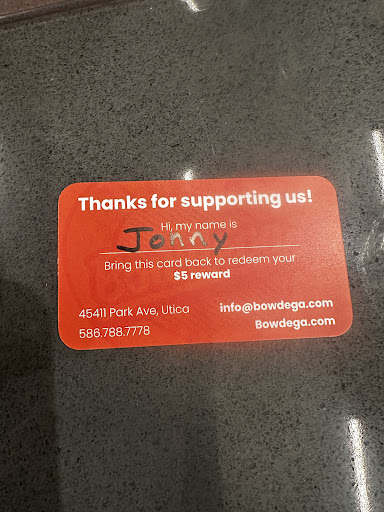 Thanks for supporting us!
Hi, my name is
Jonny
Bring this card back to redeem your
$5 reward
45411 Park Ave, Utica
586.788.7778
info@bowdega.com
Bowdega.com